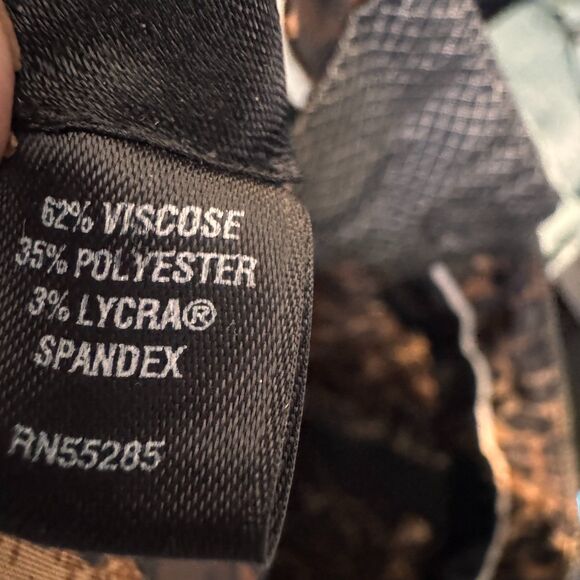 62% VISCOSE
35% POLYESTER
3% LYCRA®
SPANDEX
RN55285